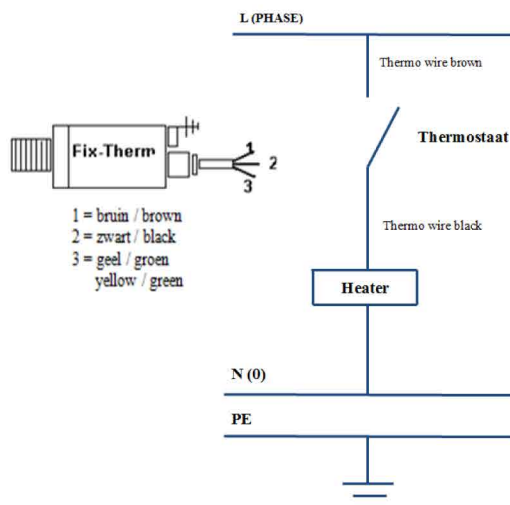 L (PHASE)
Thermo wire brown
Thermostaat
Fix-Therm
1
2
3
1 = bruin / brown
2 = zwart / black
3 = geel / groen
yellow / green
Thermo wire black
Heater
N (0)
PE